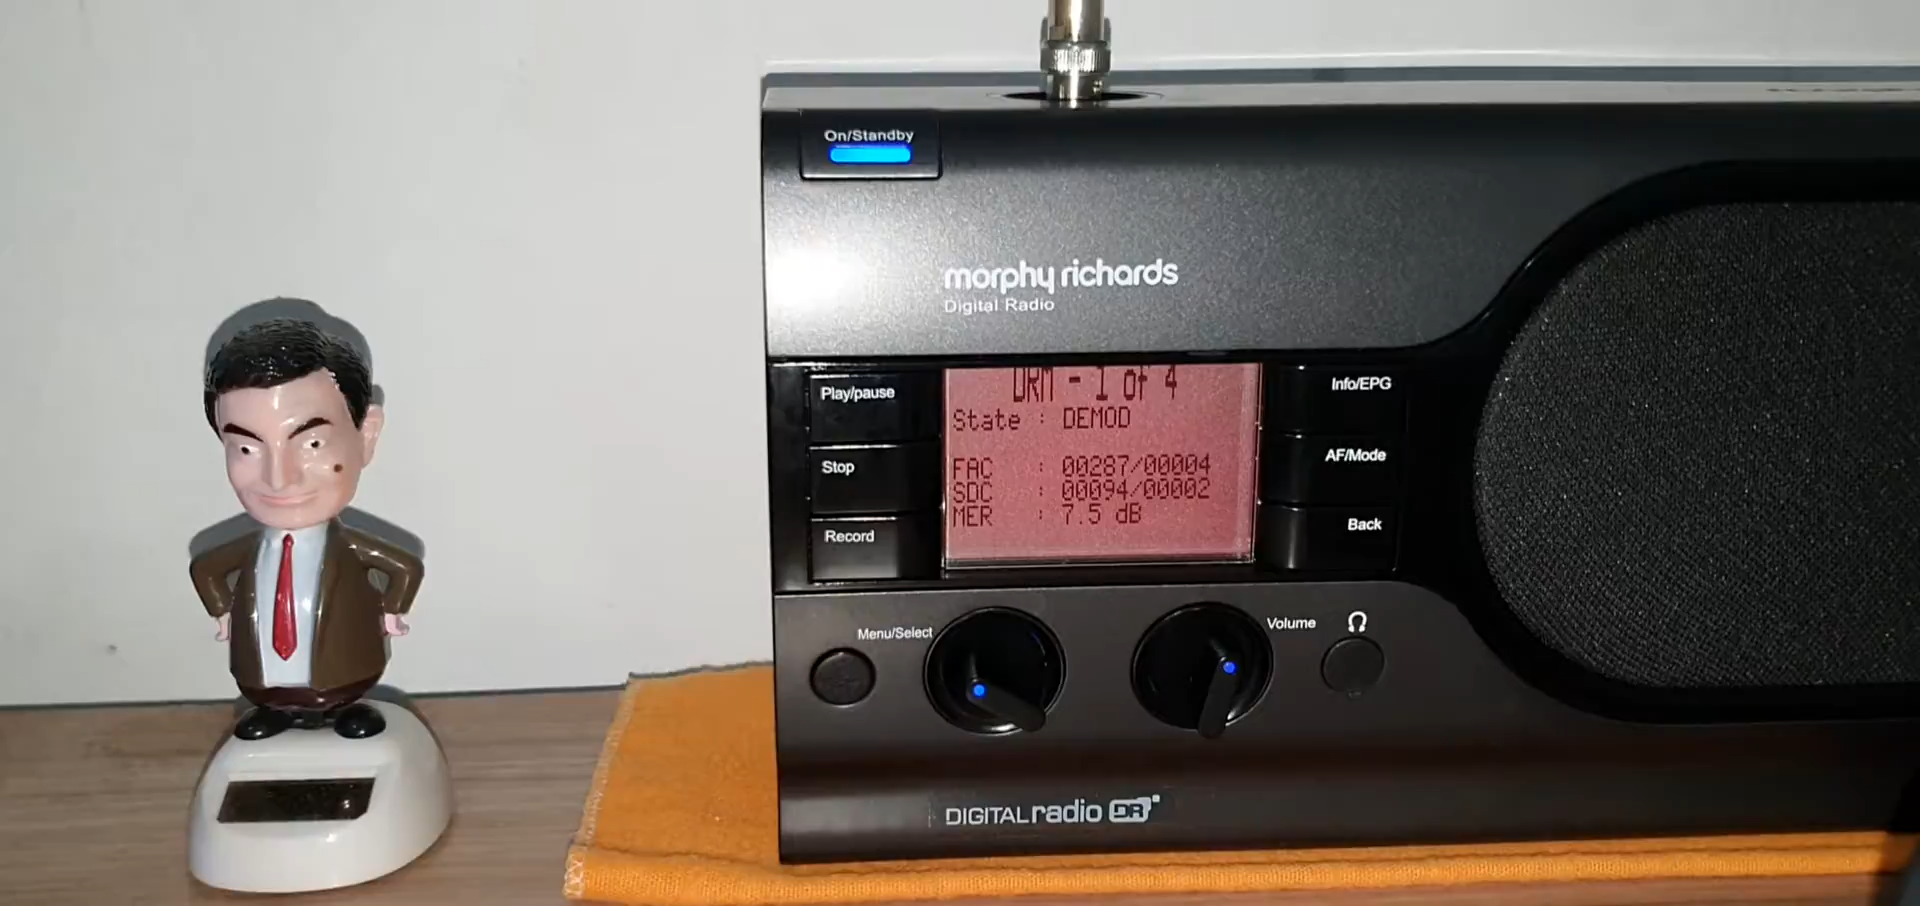 On/Standby
morphy richards
Digital Radio
Play/pause
Stop
Record
DRM - 1 of 4
State : DEMOD
FAC : 00287/00004
SDC : 00094/00002
MER : 7.5 dB
Info/EPG
AF/Mode
Back
Menu/Select
Volume
DIGITALradio DR